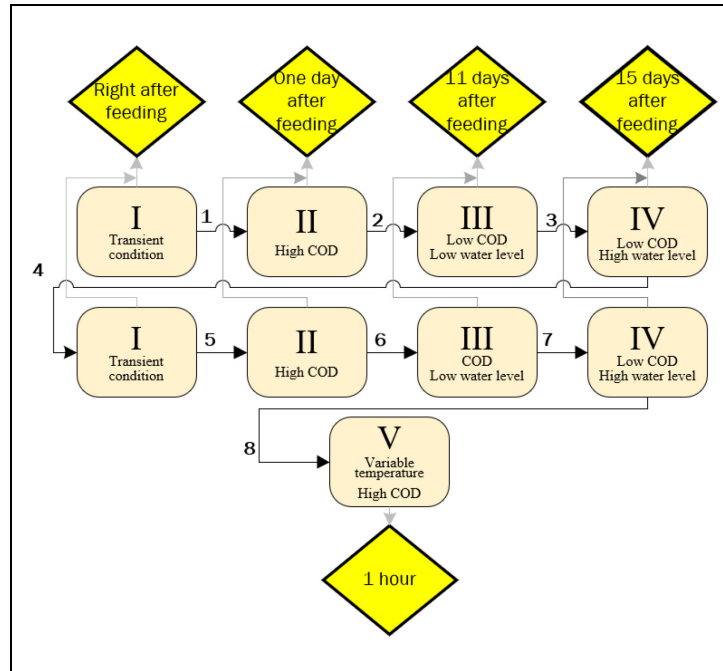 Right after
feeding
One day
after
feeding
11 days
after
feeding
15 days
after
feeding
I
Transient
condition
1
II
High COD
2
III
Low COD
Low water level
3
IV
Low COD
High water level
4
I
Transient
condition
5
II
High COD
6
III
COD
Low water level
7
IV
Low COD
High water level
8
V
Variable
temperature
High COD
1 hour